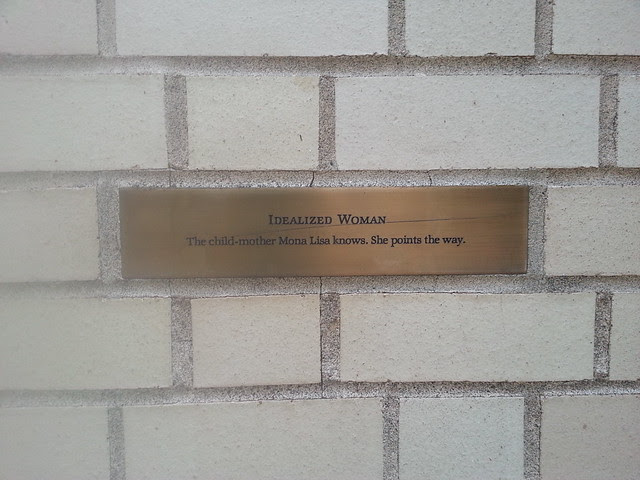 IDEALIZED WOMAN
The child-mother Mona Lisa knows. She points the way.